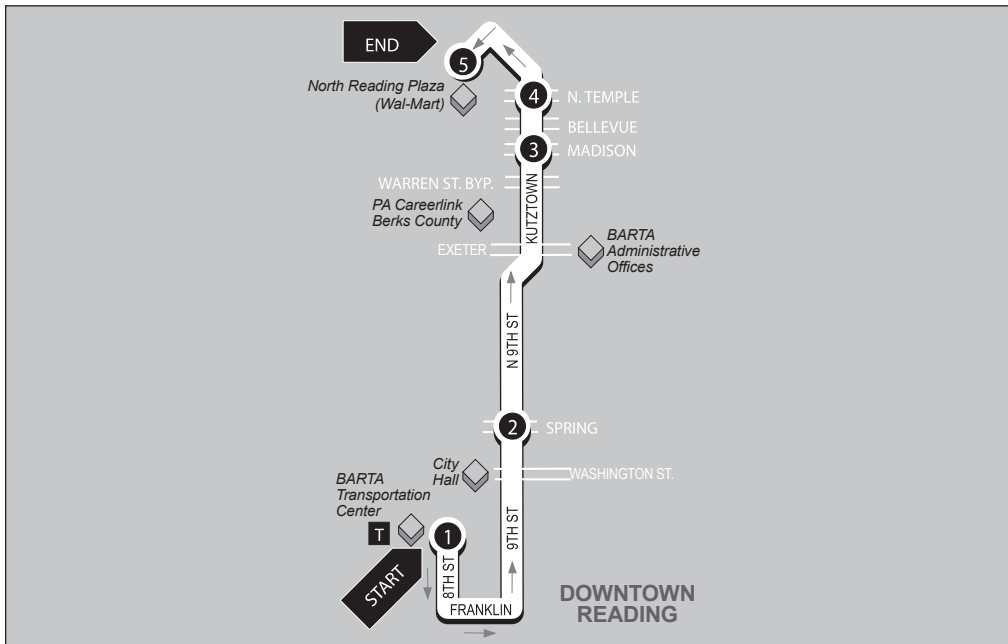 END
5
North Reading Plaza
(Wal-Mart)
4
N. TEMPLE
BELLEVUE
3
MADISON
WARREN ST. BYP.
PA Careerlink
Berks County
KUTZTOWN
EXETER
BARTA
Administrative
Offices
N 9TH ST
2
SPRING
City
Hall
WASHINGTON ST.
BARTA
Transportation
Center
T
1
9TH ST
START
8TH ST
FRANKLIN
DOWNTOWN
READING